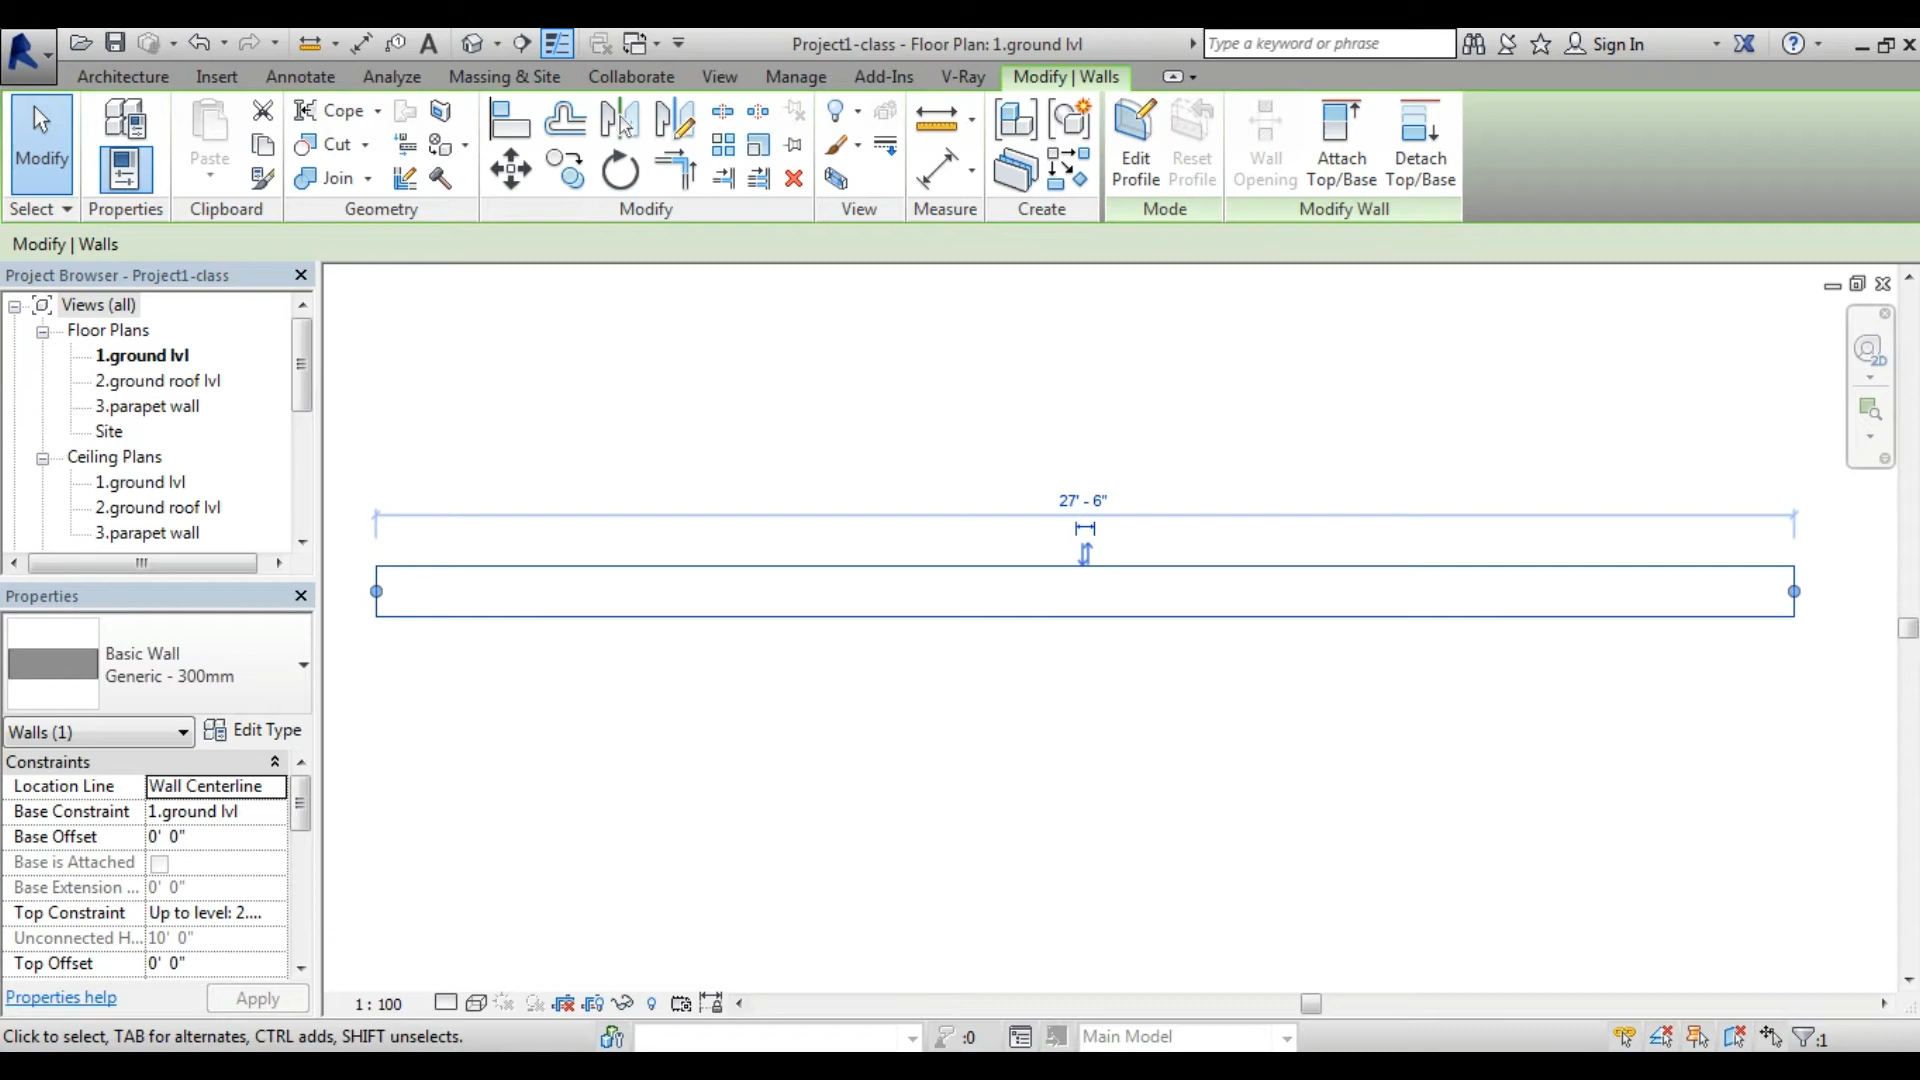 Project1-class - Floor Plan: 1.ground lvl
Type a keyword or phrase
Sign In
Architecture Insert Annotate Analyze Massing & Site Collaborate View Manage Add-Ins V-Ray Modify | Walls
Modify
Paste
Cope
Cut
Join
Edit Profile
Reset Profile
Wall Opening
Attach Top/Base
Detach Top/Base
Select Properties Clipboard Geometry Modify View Measure Create Mode Modify Wall
Modify | Walls
Project Browser - Project1-class
Views (all)
Floor Plans
1.ground lvl
2.ground roof lvl
3.parapet wall
Site
Ceiling Plans
1.ground lvl
2.ground roof lvl
3.parapet wall
2D
27' - 6"
Properties
Basic Wall
Generic - 300mm
Walls (1)
Edit Type
Constraints
Location Line Wall Centerline
Base Constraint 1.ground lvl
Base Offset 0' 0"
Base is Attached
Base Extension ... 0' 0"
Top Constraint Up to level: 2....
Unconnected H... 10' 0"
Top Offset 0' 0"
Properties help
Apply
1 : 100
Click to select, TAB for alternates, CTRL adds, SHIFT unselects.
:0
Main Model
:1